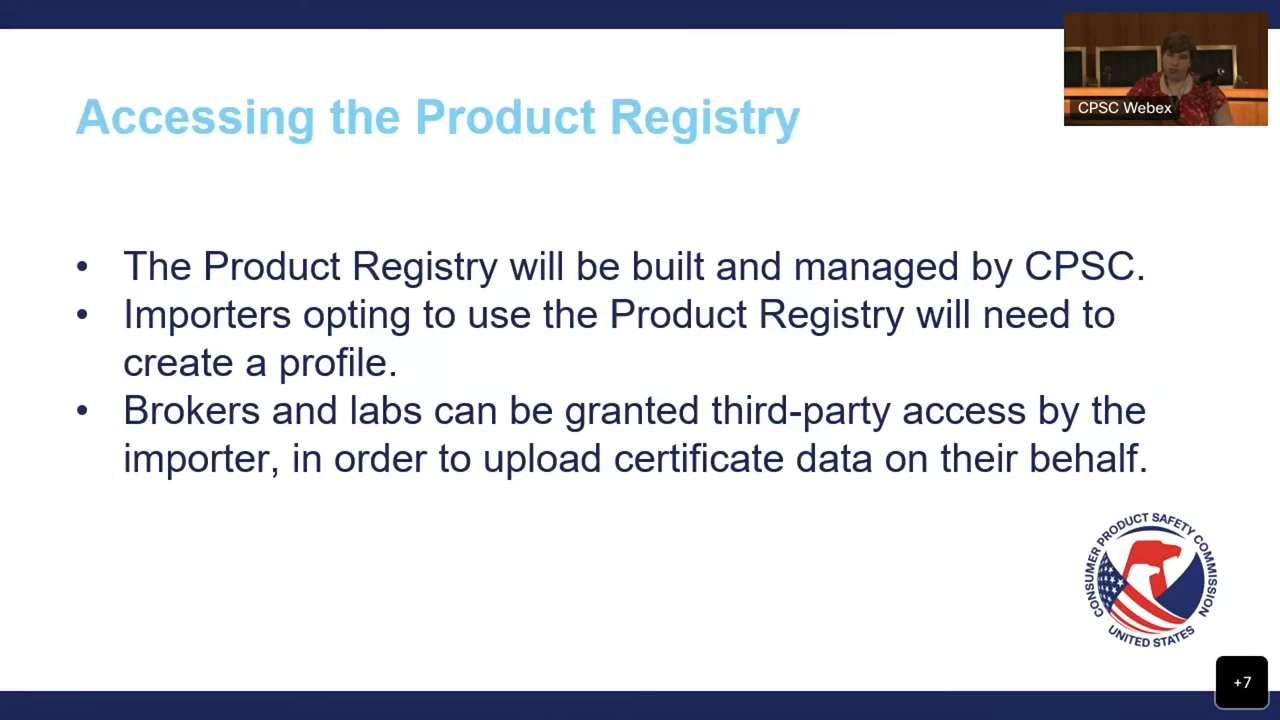 Accessing the Product Registry
CPSC Webex
• The Product Registry will be built and managed by CPSC.
• Importers opting to use the Product Registry will need to
create a profile.
• Brokers and labs can be granted third-party access by the
importer, in order to upload certificate data on their behalf.
CONSUMER PRODUCT SAFETY COMMISSION
UNITED STATES
+7